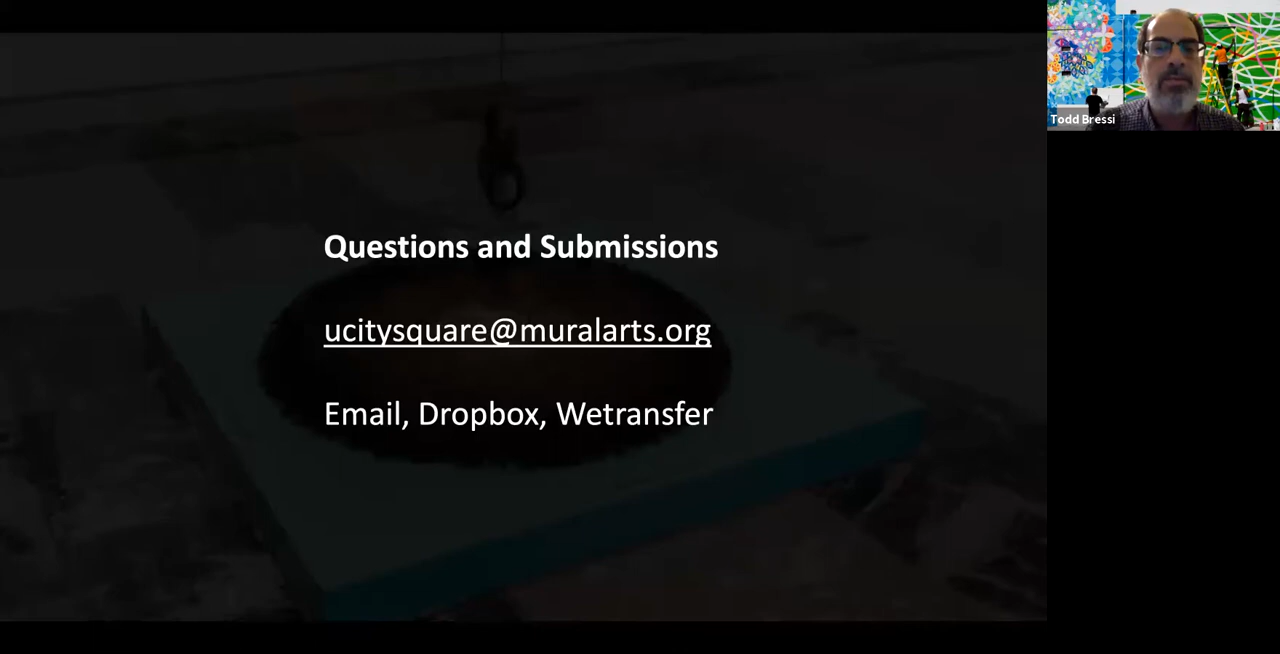 Todd Bressi
Questions and Submissions
ucitysquare@muralarts.org
Email, Dropbox, Wetransfer